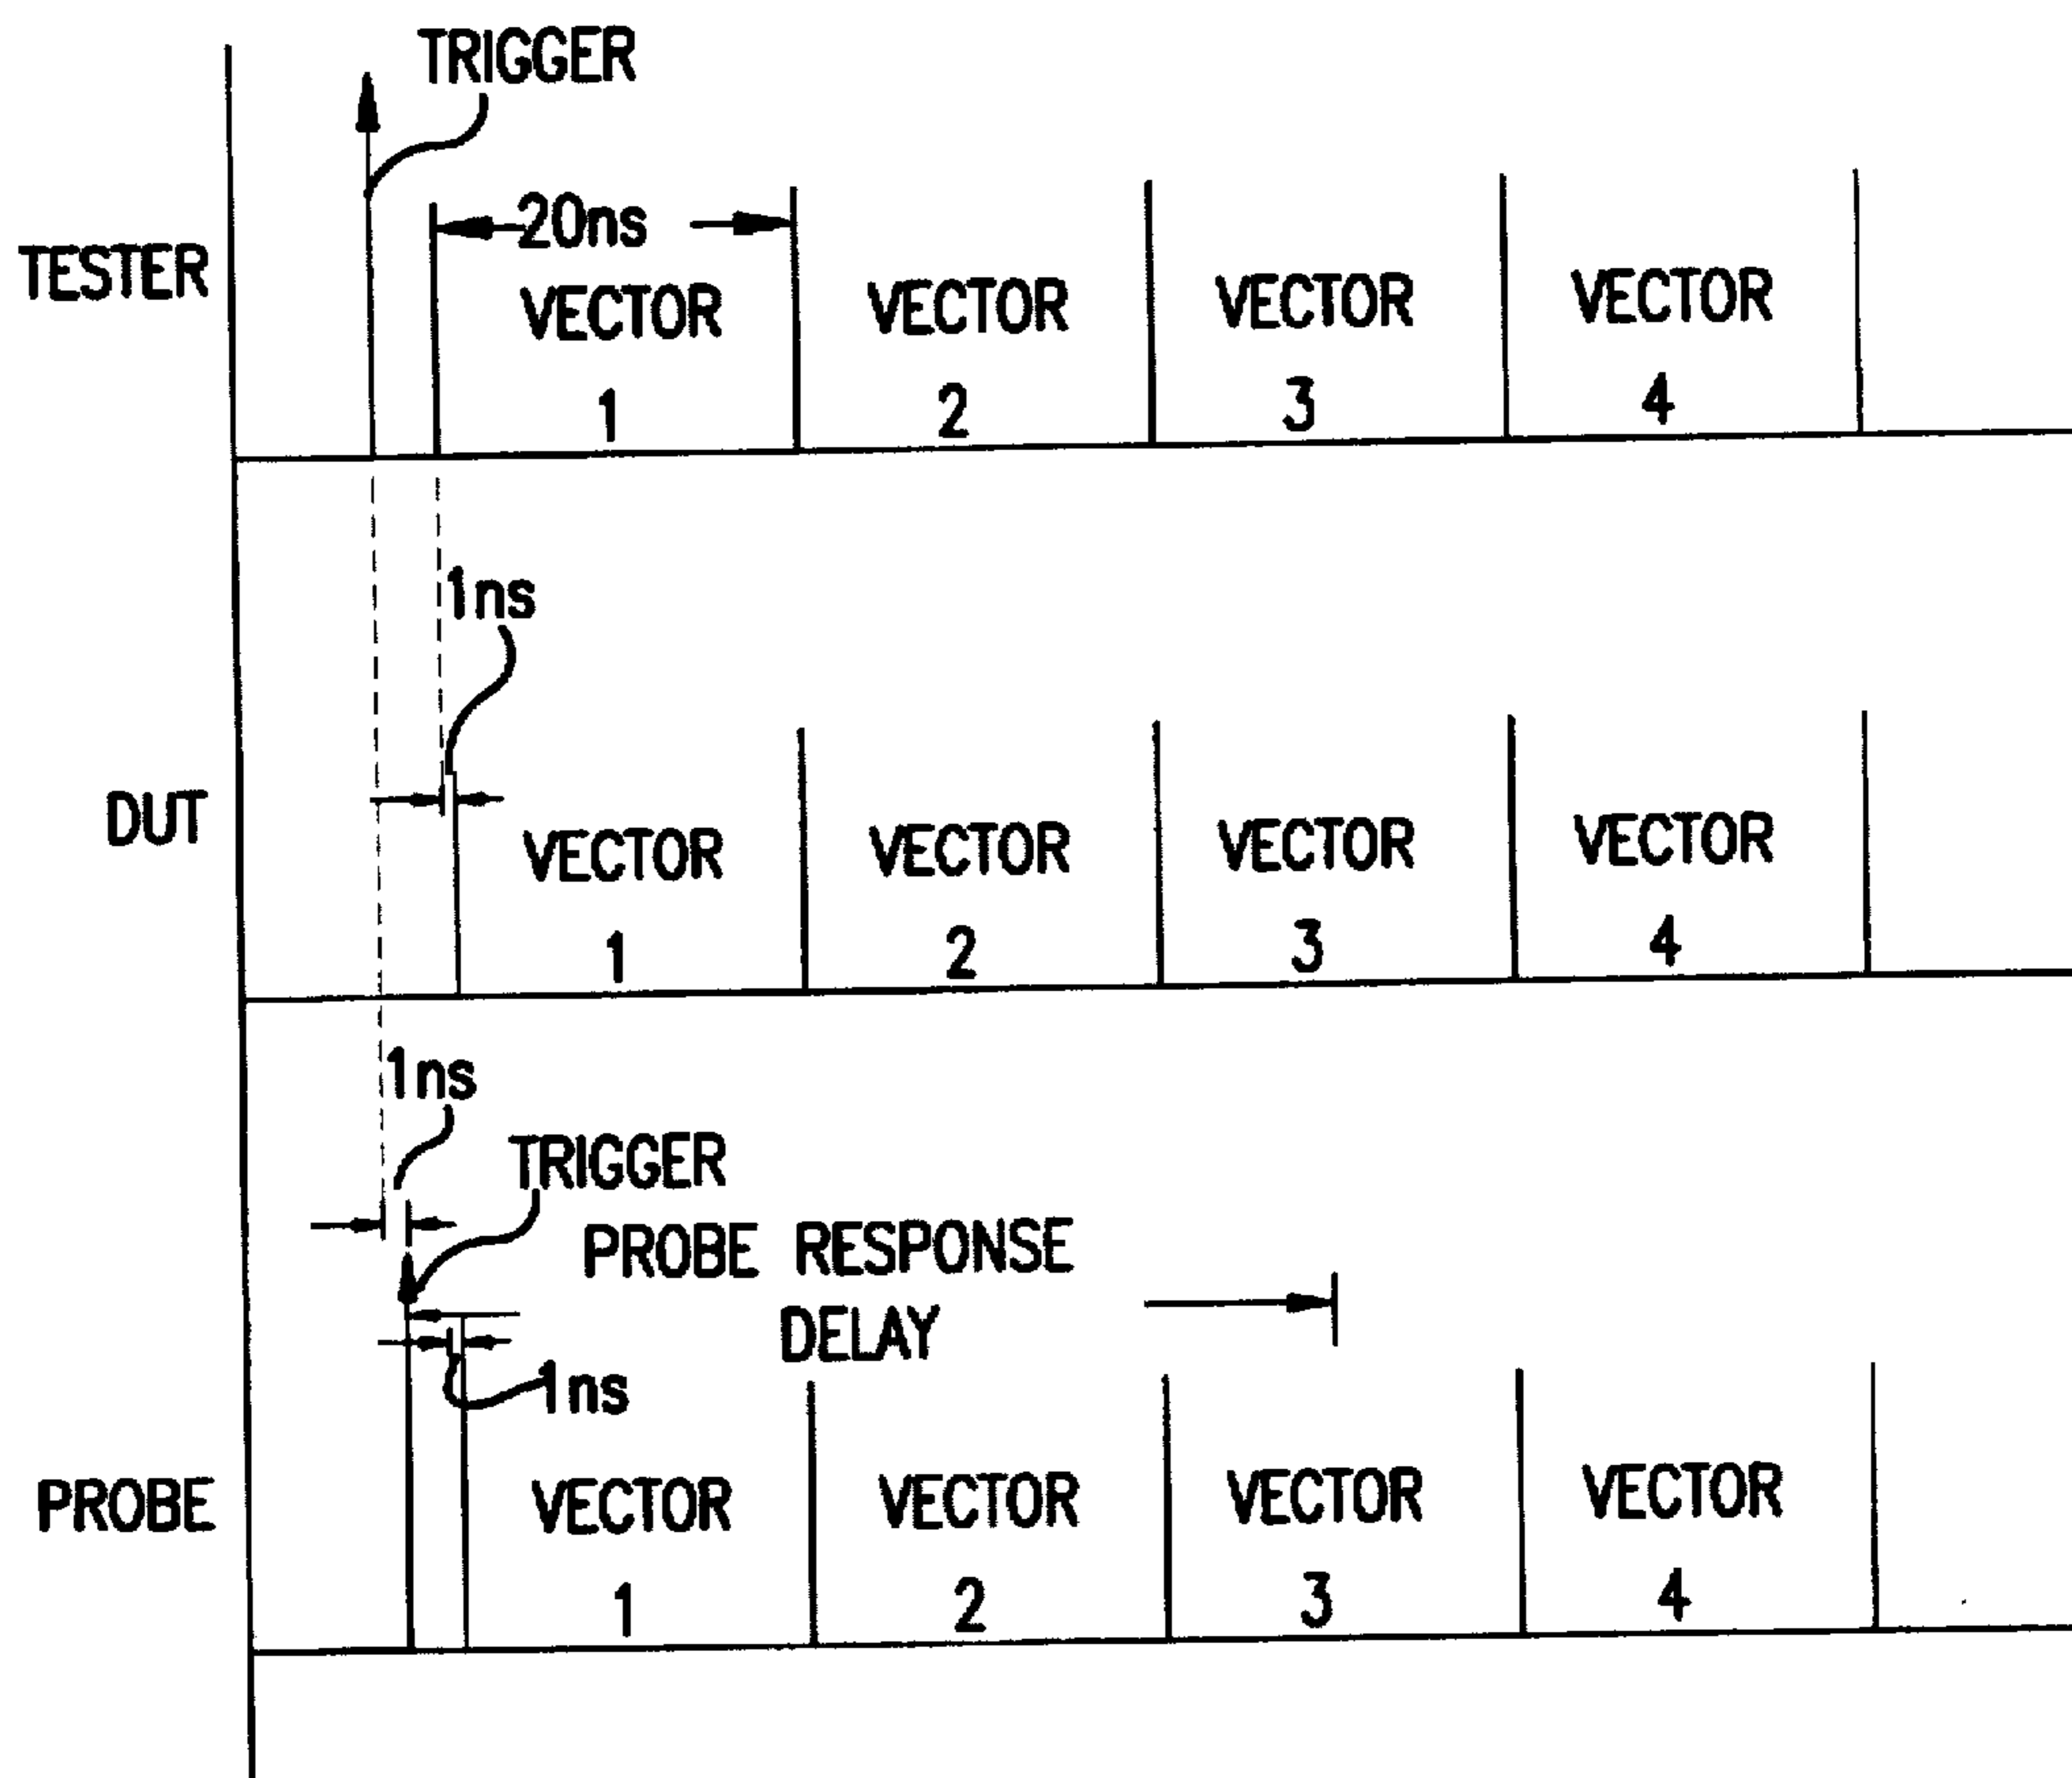 TRIGGER
20ns
TESTER
VECTOR VECTOR VECTOR VECTOR
1 2 3 4
1ns
DUT
VECTOR VECTOR VECTOR VECTOR
1 2 3 4
1ns
TRIGGER
PROBE RESPONSE
DELAY
1ns
PROBE
VECTOR VECTOR VECTOR VECTOR
1 2 3 4